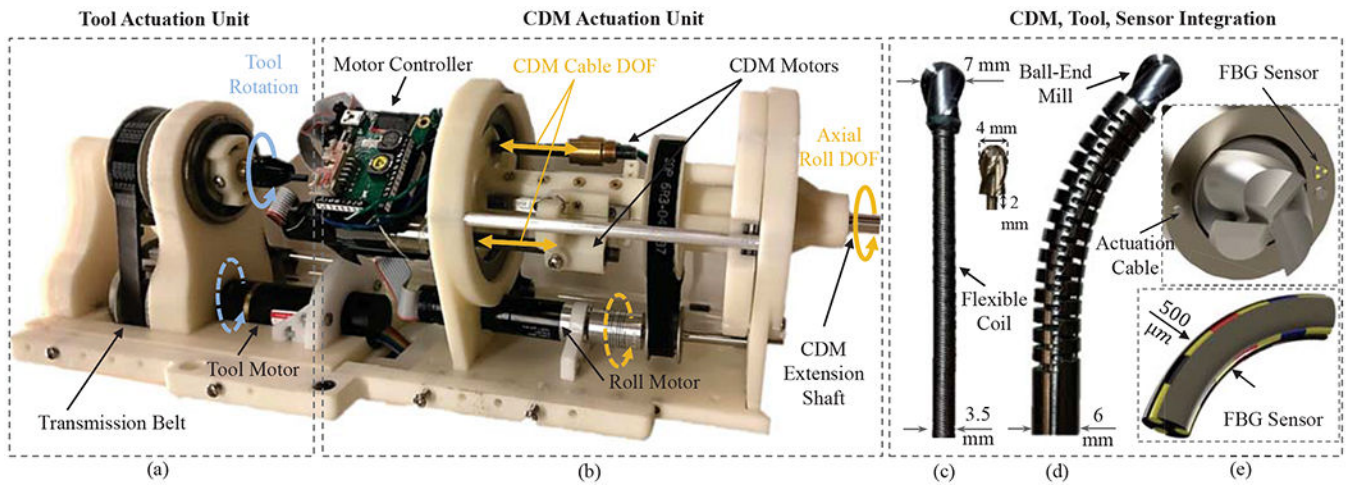 Tool Actuation Unit
CDM Actuation Unit
CDM, Tool, Sensor Integration
Tool
Rotation
Motor Controller
CDM Cable DOF
CDM Motors
Axial
Roll DOF
Tool Motor
Transmission Belt
Roll Motor
CDM
Extension
Shaft
7 mm
4 mm
2
mm
Flexible
Coil
3.5
mm
Ball-End
Mill
6
mm
FBG Sensor
Actuation
Cable
500
μm
FBG Sensor
(a)
(b)
(c)
(d)
(e)